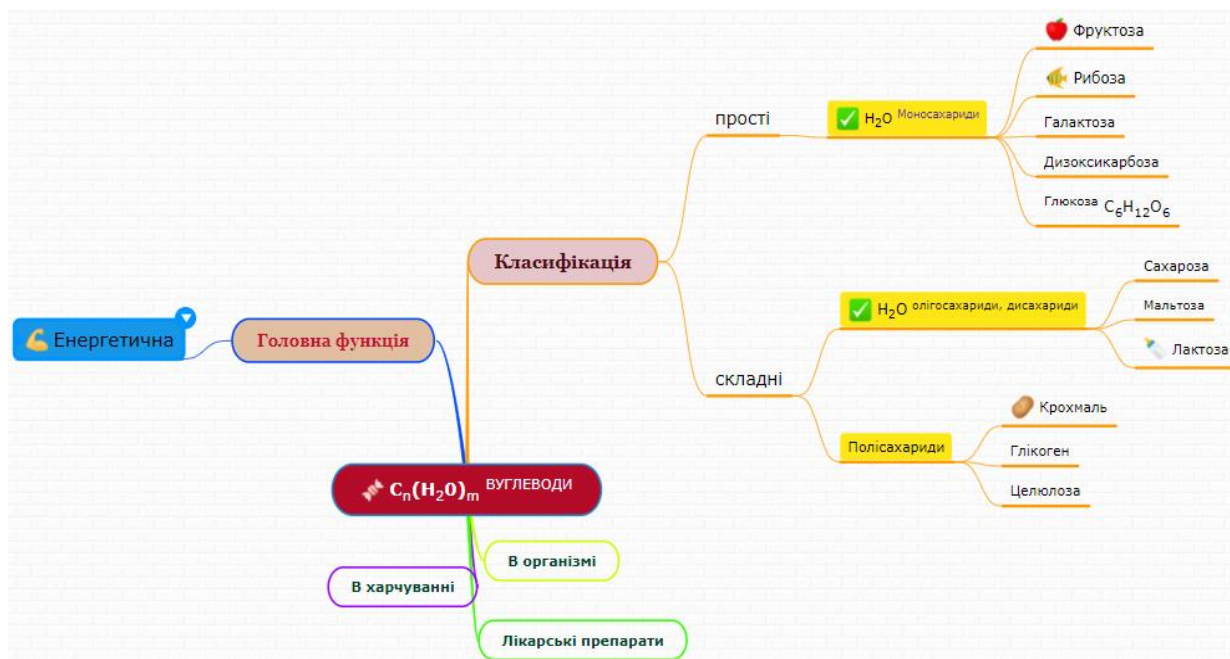 Фруктоза
Рибоза
прості
H₂O Моносахариди
Галактоза
Дизоксикарбоза
Глюкоза C₆H₁₂O₆
Класифікація
Сахароза
H₂O олігосахариди, дисахариди
Мальтоза
Енергетична
Головна функція
Лактоза
складні
Крохмаль
Полісахариди
Глікоген
Целюлоза
Cₙ(H₂0)ₘ ВУГЛЕВОДИ
В організмі
В харчуванні
Лікарські препарати